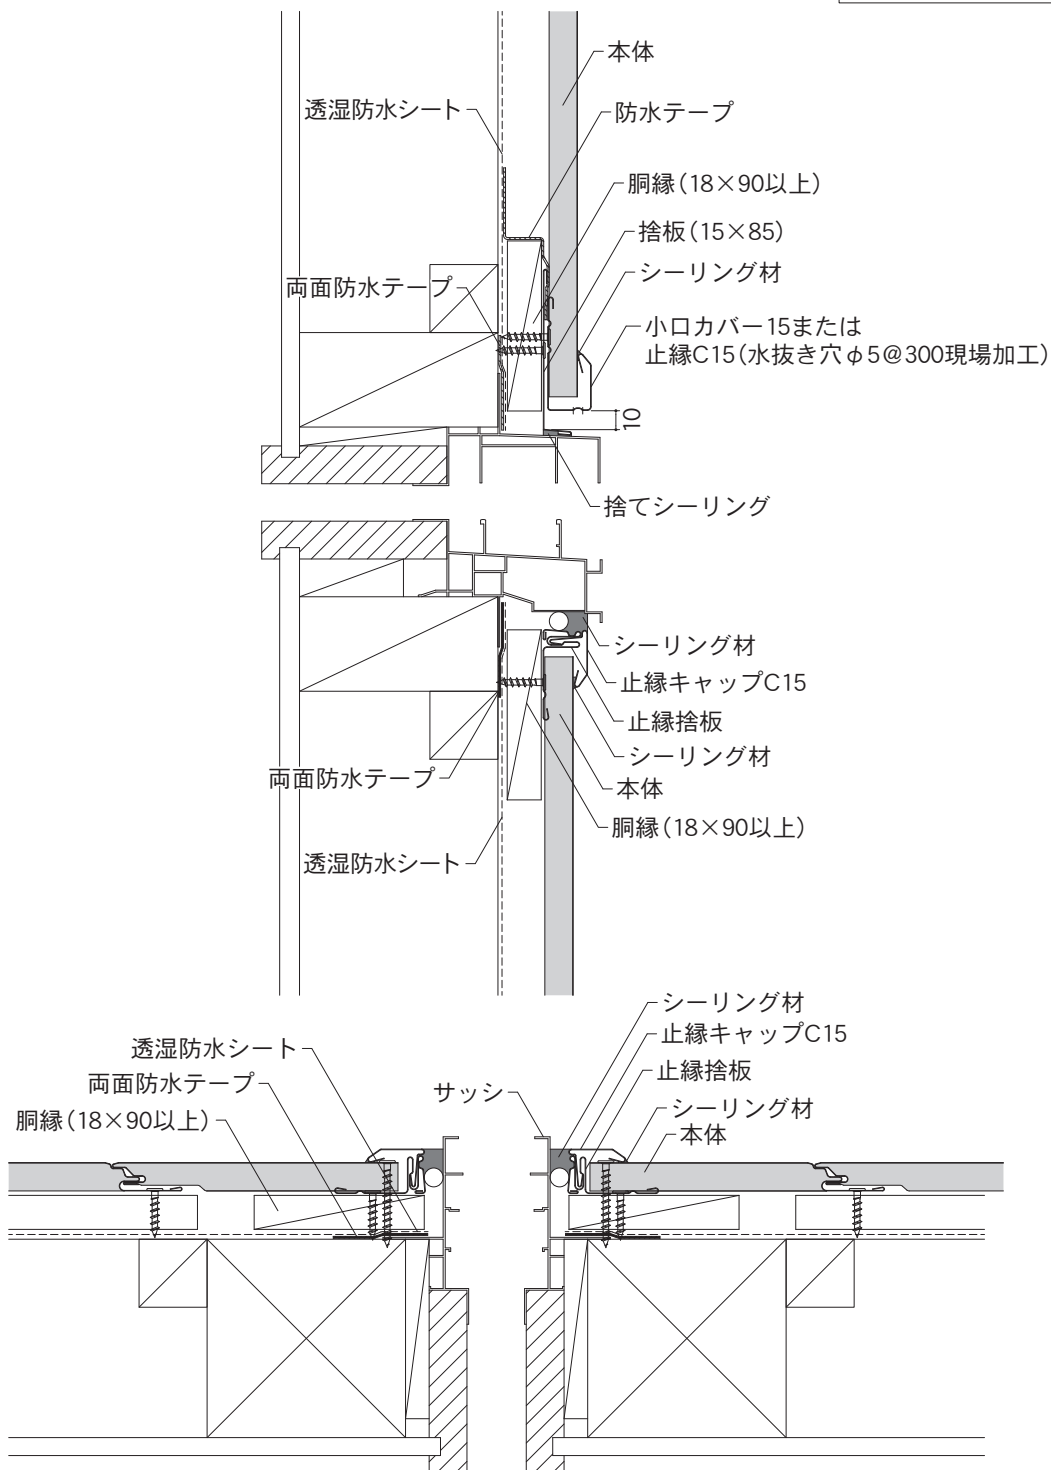 本体
透湿防水シート
防水テープ
胴縁(18×90以上)
捨板(15×85)
シーリング材
両面防水テープ
小口カバー15または
止縁C15(水抜き穴φ5@300現場加工)
10
捨てシーリング
シーリング材
止縁キャップC15
止縁捨板
シーリング材
両面防水テープ
本体
胴縁(18×90以上)
透湿防水シート
シーリング材
止縁キャップC15
透湿防水シート
止縁捨板
両面防水テープ
サッシ
シーリング材
胴縁(18×90以上)
本体